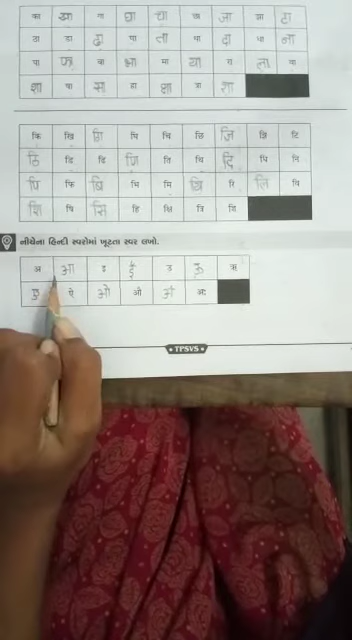 का खा गा घा चा छा जा झा टा
ठा डा ढा णा ता था दा धा ना
पा फा बा भा मा या रा ला वा
शा षा सा हा क्षा त्रा ज्ञा
कि खि गि घि चि छि जि झि टि
ठि डि ढि णि ति थि दि धि नि
पि फि बि भि मि यि रि लि वि
शि षि सि हि क्षि त्रि ज्ञि
નીચેના હિન્દી સ્વરોમાં ખૂટતા સ્વર લખો.
अ आ इ ई उ ऊ ऋ
ए ऐ ओ औ अं अः
TPSVS